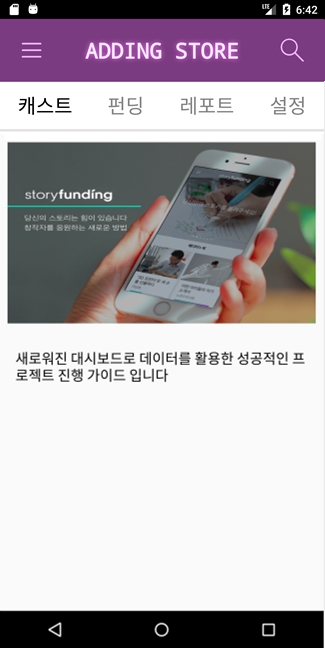 LTE 6:42
ADDING STORE
캐스트 펀딩 레포트 설정
storyfunding
당신의 스토리는 힘이 있습니다
창작자를 응원하는 새로운 방법
새로워진 대시보드로 데이터를 활용한 성공적인 프
로젝트 진행 가이드 입니다